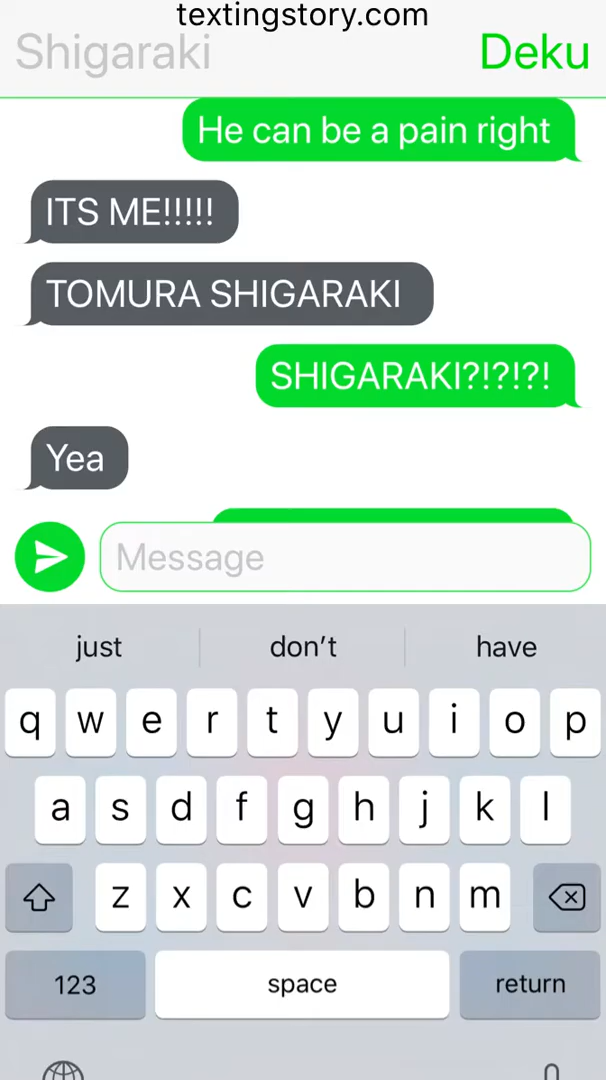 textingstory.com
Shigaraki Deku
He can be a pain right
ITS ME!!!!!
TOMURA SHIGARAKI
SHIGARAKI?!?!?!
Yea
Message
just don’t have
q w e r t y u i o p
a s d f g h j k l
z x c v b n m
123 space return